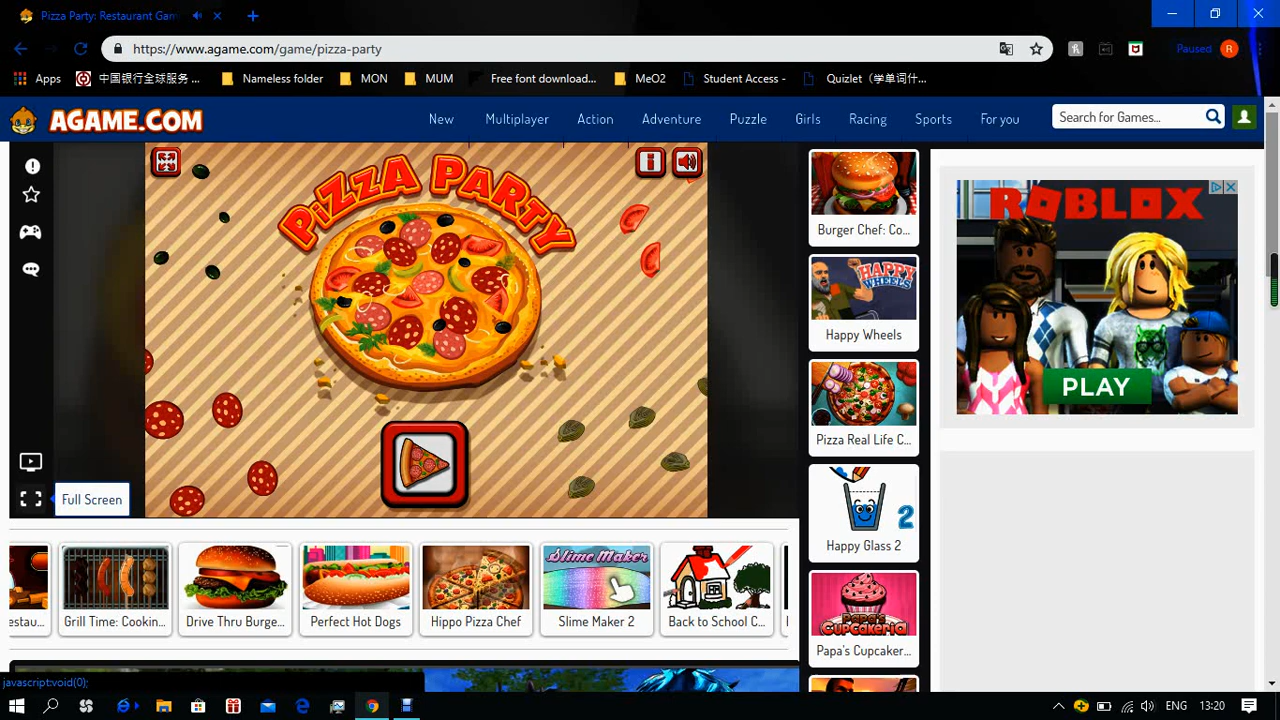 Pizza Party: Restaurant Gam
https://www.agame.com/game/pizza-party
Paused R
Apps 中国银行全球服务 ... Nameless folder MON MUM Free font download... MeO2 Student Access - Quizlet（学单词什...
AGAME.COM New Multiplayer Action Adventure Puzzle Girls Racing Sports For you Search for Games...
PiZzA PARTY
Burger Chef: Co...
HAPPY WHEELS
Happy Wheels
Pizza Real Life C...
2
Happy Glass 2
PAPA'S CUPCAKERIA
Papa's Cupcaker...
ROBLOX
PLAY
Full Screen
Slime Maker
estau... Grill Time: Cookin... Drive Thru Burge... Perfect Hot Dogs Hippo Pizza Chef Slime Maker 2 Back to School C...
javascript:void(0);
ENG 13:20